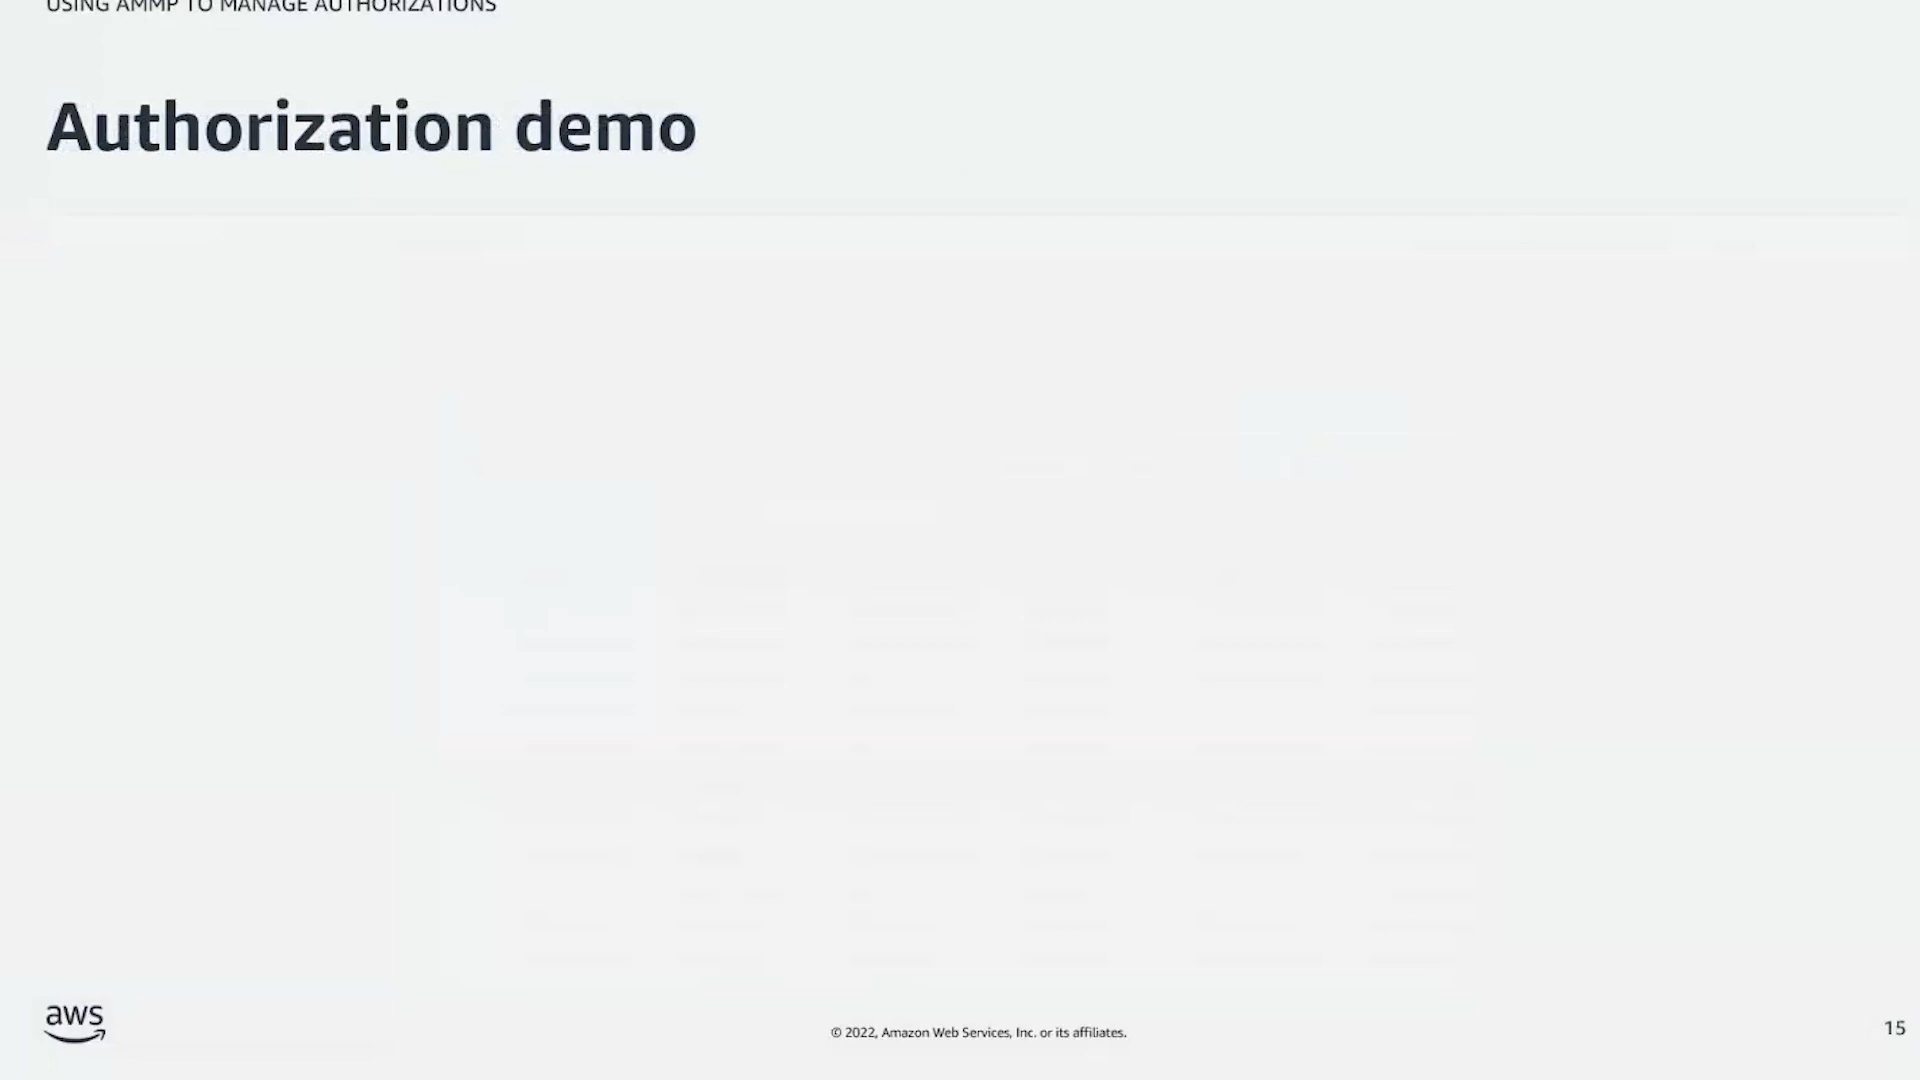 USING AMMP TO MANAGE AUTHORIZATIONS
Authorization demo
aws
© 2022, Amazon Web Services, Inc. or its affiliates.
15